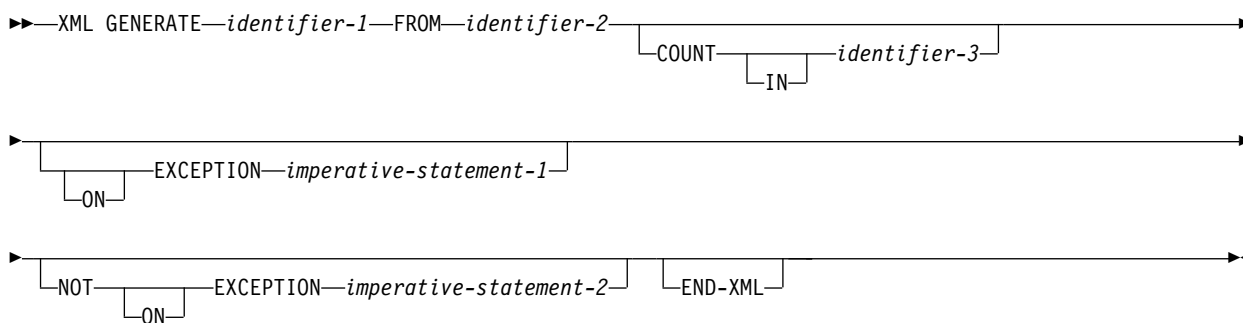 XML GENERATE identifier-1 FROM identifier-2
COUNT identifier-3
IN
EXCEPTION imperative-statement-1
ON
NOT EXCEPTION imperative-statement-2 END-XML
ON